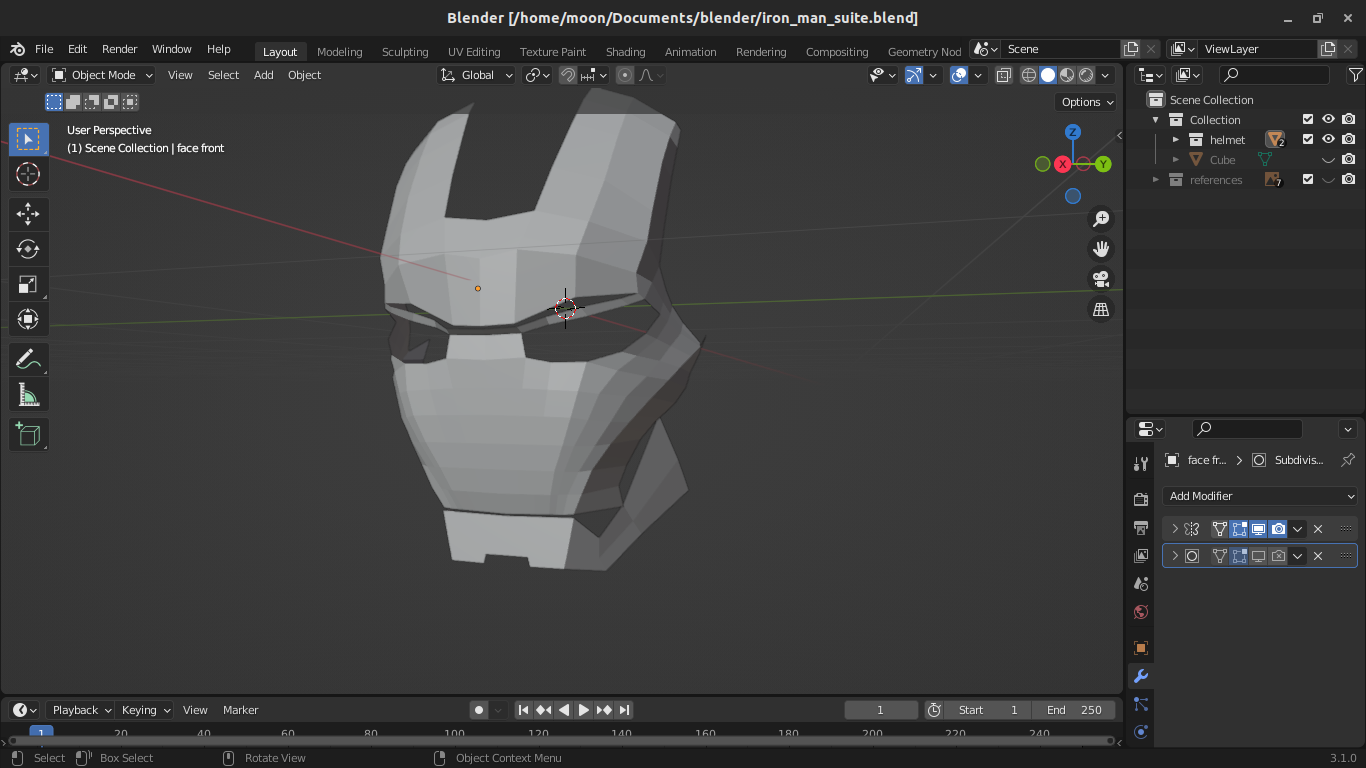 Blender [/home/moon/Documents/blender/iron_man_suite.blend]
File Edit Render Window Help Layout Modeling Sculpting UV Editing Texture Paint Shading Animation Rendering Compositing Geometry Nod Scene ViewLayer
Object Mode View Select Add Object Global
Options
User Perspective
(1) Scene Collection | face front
Z
X
Y
Scene Collection
Collection
helmet 2
Cube
references 7
face fr... > Subdivis...
Add Modifier
Playback Keying View Marker 1 Start 1 End 250
1 20 40 60 80 100 120 140 160 180 200 220 240
Select Box Select Rotate View Object Context Menu 3.1.0